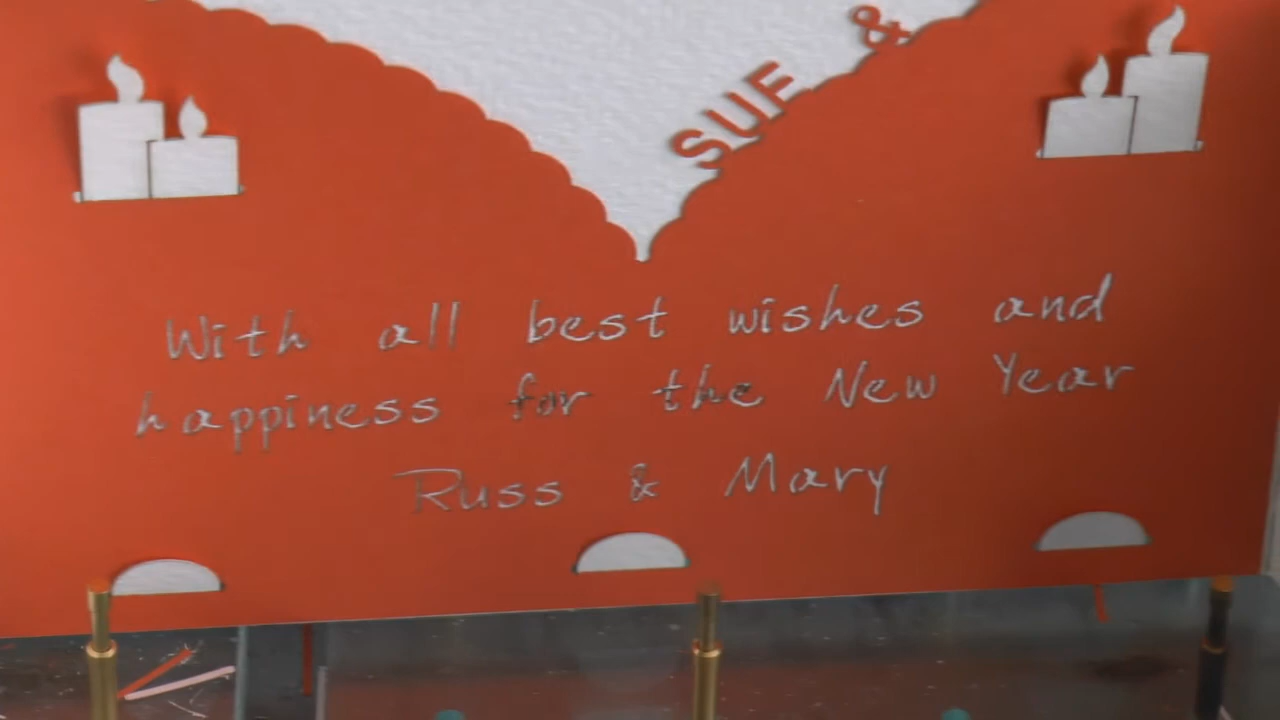 SUE &
With all best wishes and
happiness for the New Year
Russ & Mary